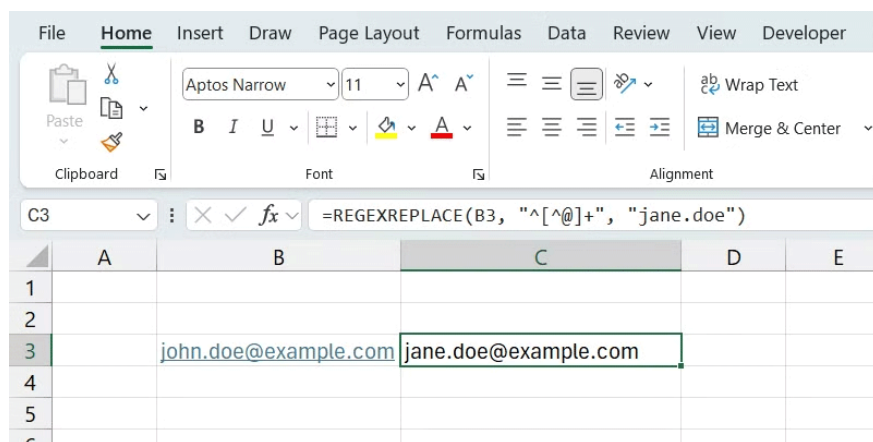 File Home Insert Draw Page Layout Formulas Data Review View Developer
Paste
Aptos Narrow 11 A A
B I U A
ab Wrap Text
Merge & Center
Clipboard Font Alignment
C3 fx =REGEXREPLACE(B3, "^[^@]+", "jane.doe")
A B C D E
1
2
3 john.doe@example.com jane.doe@example.com
4
5